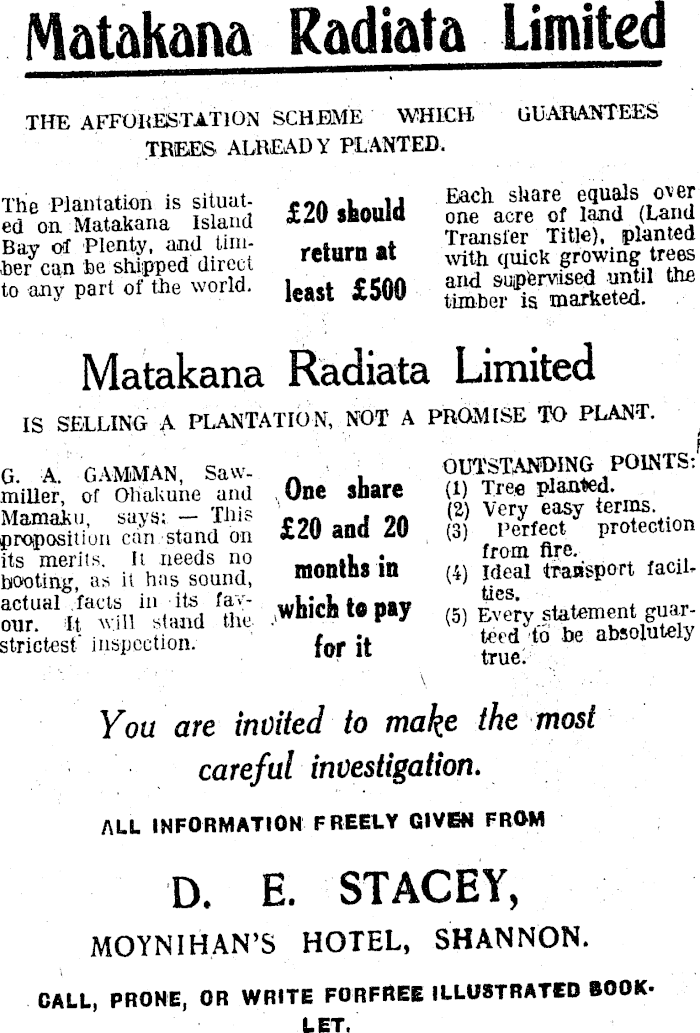 Matakana Radiata Limited
THE AFFORESTATION SCHEME WHICH GUARANTEES
TREES ALREADY PLANTED.
The Plantation is situat-
ed on Matakana Island
Bay of Plenty, and tim-
ber can be shipped direct
to any part of the world.
£20 should
return at
least £500
Each share equals over
one acre of land (Land
Transfer Title), planted
with quick growing trees
and supervised until the
timber is marketed.
Matakana Radiata Limited
IS SELLING A PLANTATION, NOT A PROMISE TO PLANT.
G. A. GAMMAN, Saw-
miller, of Ohakune and
Mamaku, says: — This
proposition can stand on
its merits. It needs no
booting, as it has sound,
actual facts in its fav-
our. It will stand the
strictest inspection.
One share
£20 and 20
months in
which to pay
for it
OUTSTANDING POINTS:
(1) Tree planted.
(2) Very easy terms.
(3) Perfect protection
from fire.
(4) Ideal transport facil-
ties.
(5) Every statement guar-
teed to be absolutely
true.
You are invited to make the most
careful investigation.
ALL INFORMATION FREELY GIVEN FROM
D. E. STACEY,
MOYNIHAN'S HOTEL, SHANNON.
CALL, PRONE, OR WRITE FORFREE ILLUSTRATED BOOK-
LET.